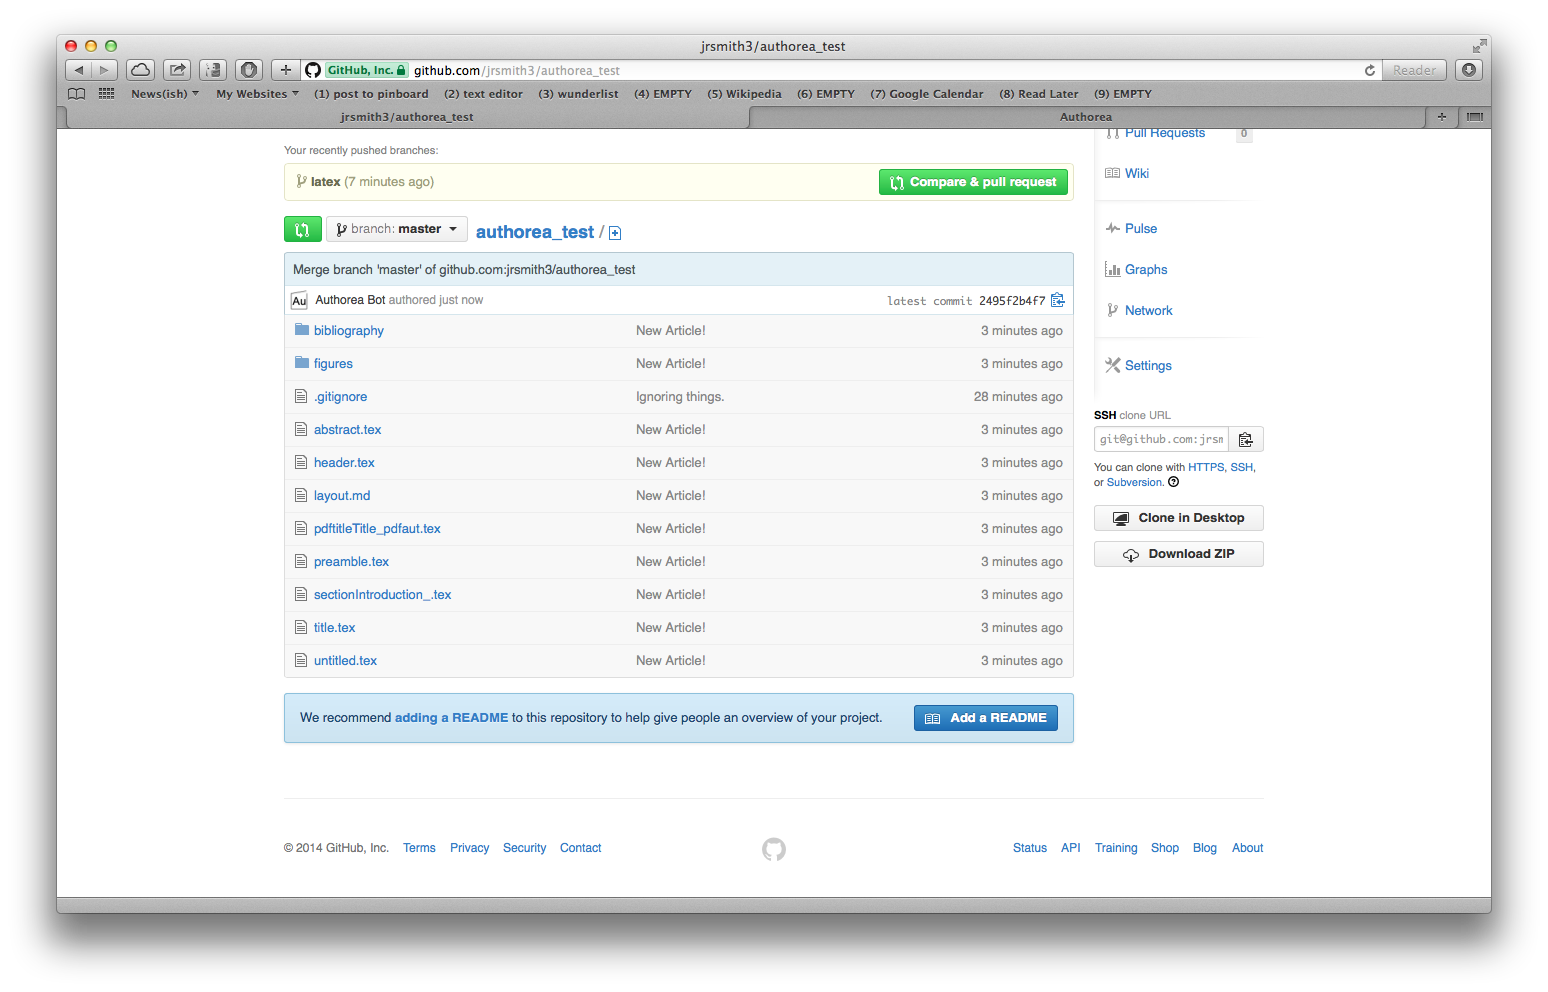 jrsmith3/authorea_test
GitHub, Inc. github.com/jrsmith3/authorea_test Reader
News(ish) My Websites (1) post to pinboard (2) text editor (3) wunderlist (4) EMPTY (5) Wikipedia (6) EMPTY (7) Google Calendar (8) Read Later (9) EMPTY
jrsmith3/authorea_test Authorea
Your recently pushed branches:
latex (7 minutes ago) Compare & pull request
branch: master authorea_test /
Merge branch 'master' of github.com:jrsmith3/authorea_test
Au Authorea Bot authored just now latest commit 2495f2b4f7
bibliography New Article! 3 minutes ago
figures New Article! 3 minutes ago
.gitignore Ignoring things. 28 minutes ago
abstract.tex New Article! 3 minutes ago
header.tex New Article! 3 minutes ago
layout.md New Article! 3 minutes ago
pdftitleTitle_pdfaut.tex New Article! 3 minutes ago
preamble.tex New Article! 3 minutes ago
sectionIntroduction_.tex New Article! 3 minutes ago
title.tex New Article! 3 minutes ago
untitled.tex New Article! 3 minutes ago
We recommend adding a README to this repository to help give people an overview of your project. Add a README
Pull Requests 0
Wiki
Pulse
Graphs
Network
Settings
SSH clone URL
git@github.com:jrsm
You can clone with HTTPS, SSH,
or Subversion.
Clone in Desktop
Download ZIP
© 2014 GitHub, Inc. Terms Privacy Security Contact Status API Training Shop Blog About